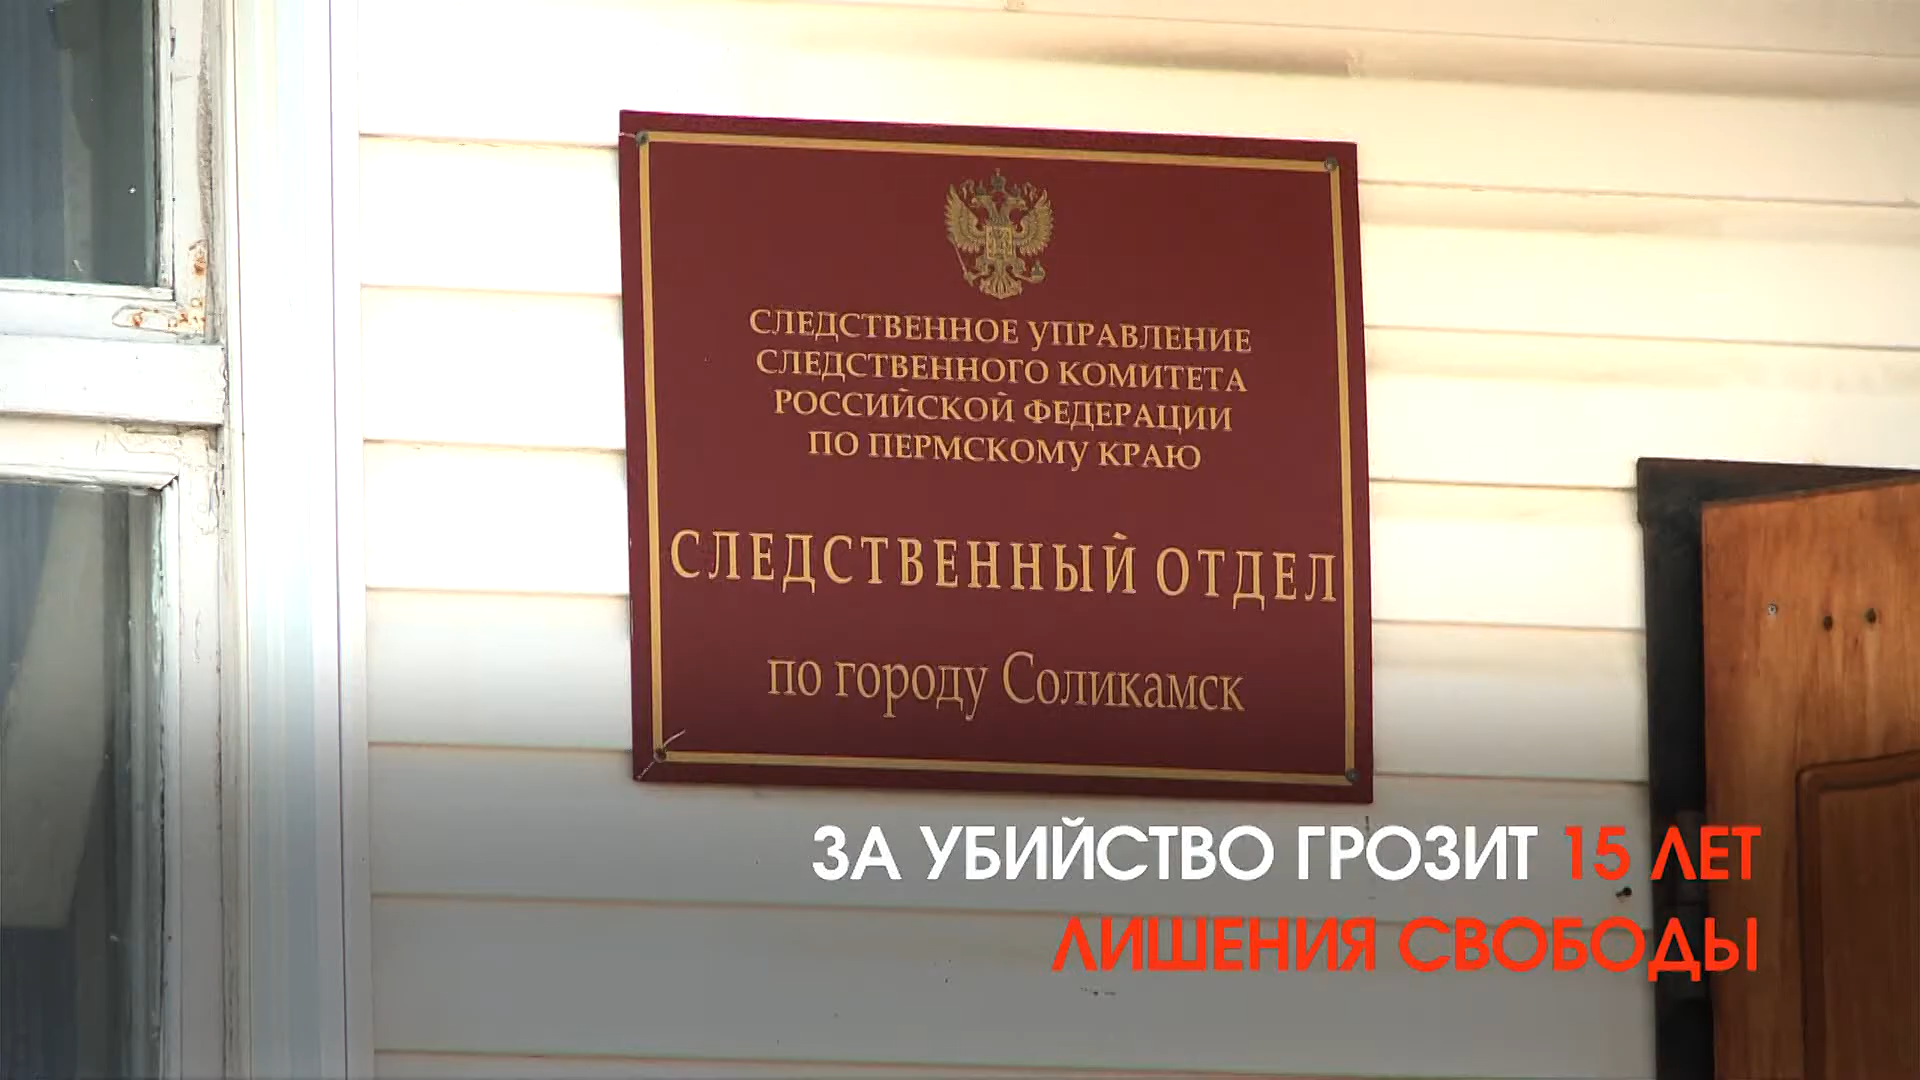 СЛЕДСТВЕННОЕ УПРАВЛЕНИЕ
СЛЕДСТВЕННОГО КОМИТЕТА
РОССИЙСКОЙ ФЕДЕРАЦИИ
ПО ПЕРМСКОМУ КРАЮ
СЛЕДСТВЕННЫЙ ОТДЕЛ
по городу Соликамск
ЗА УБИЙСТВО ГРОЗИТ 15 ЛЕТ
ЛИШЕНИЯ СВОБОДЫ